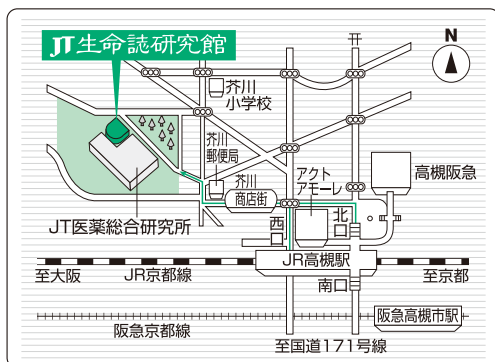 JT生命誌研究館
N
芥川
小学校
芥川
郵便局
アクト
アモーレ
高槻阪急
芥川
商店街
JT医薬総合研究所
西口
北口
JR高槻駅
至大阪
JR京都線
至京都
南口
阪急高槻市駅
阪急京都線
至国道171号線